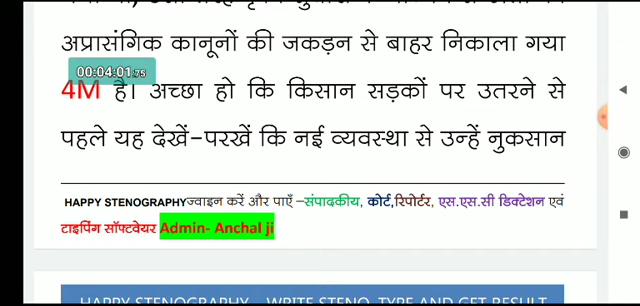 अप्रासंगिक कानूनों की जकड़न से बाहर निकाला गया
00:04:01.75
4M है। अच्छा हो कि किसान सड़कों पर उतरने से
पहले यह देखें-परखें कि नई व्यवस्था से उन्हें नुकसान
HAPPY STENOGRAPHYज्वाइन करें और पाएँ –संपादकीय, कोर्ट,रिपोर्टर, एस.एस.सी डिक्टेशन एवं
टाइपिंग सॉफ्टवेयर Admin- Anchal ji
HAPPY STENOGRAPHY WRITE STENO, TYPE AND GET RESULT